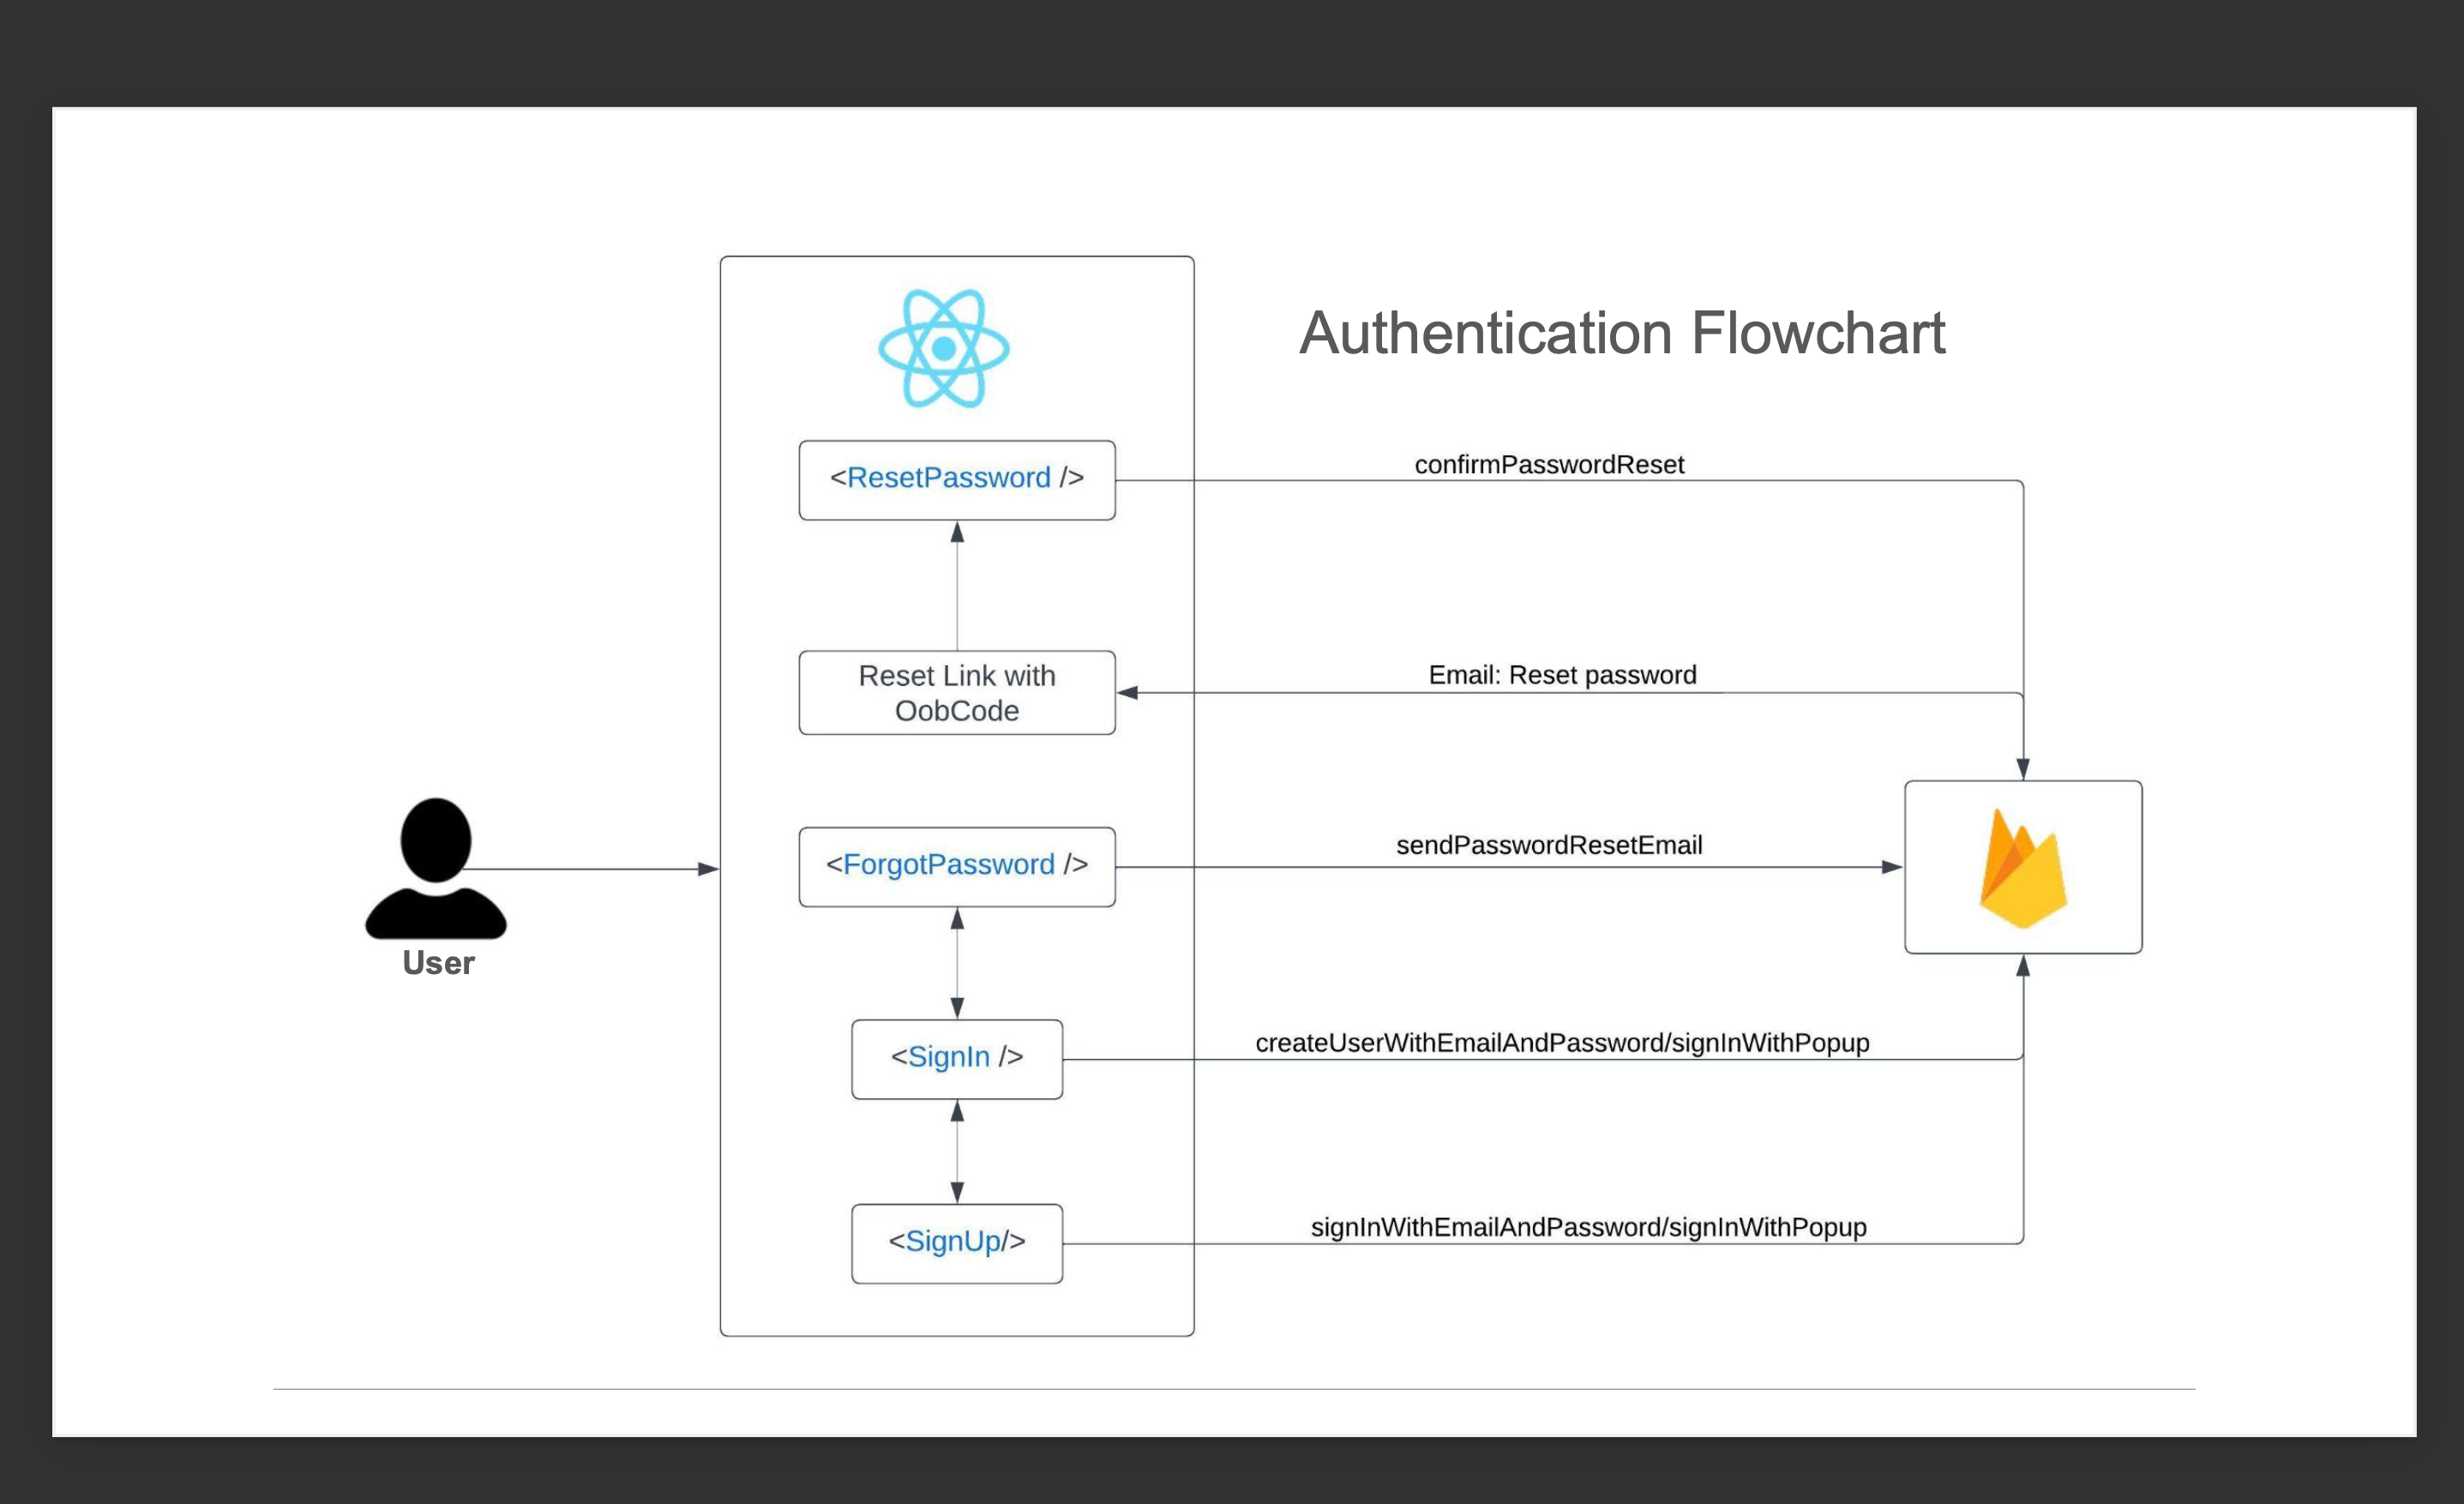 Authentication Flowchart
<ResetPassword />
confirmPasswordReset
Reset Link with
OobCode
Email: Reset password
<ForgotPassword />
sendPasswordResetEmail
User
<SignIn />
createUserWithEmailAndPassword/signInWithPopup
<SignUp/>
signInWithEmailAndPassword/signInWithPopup